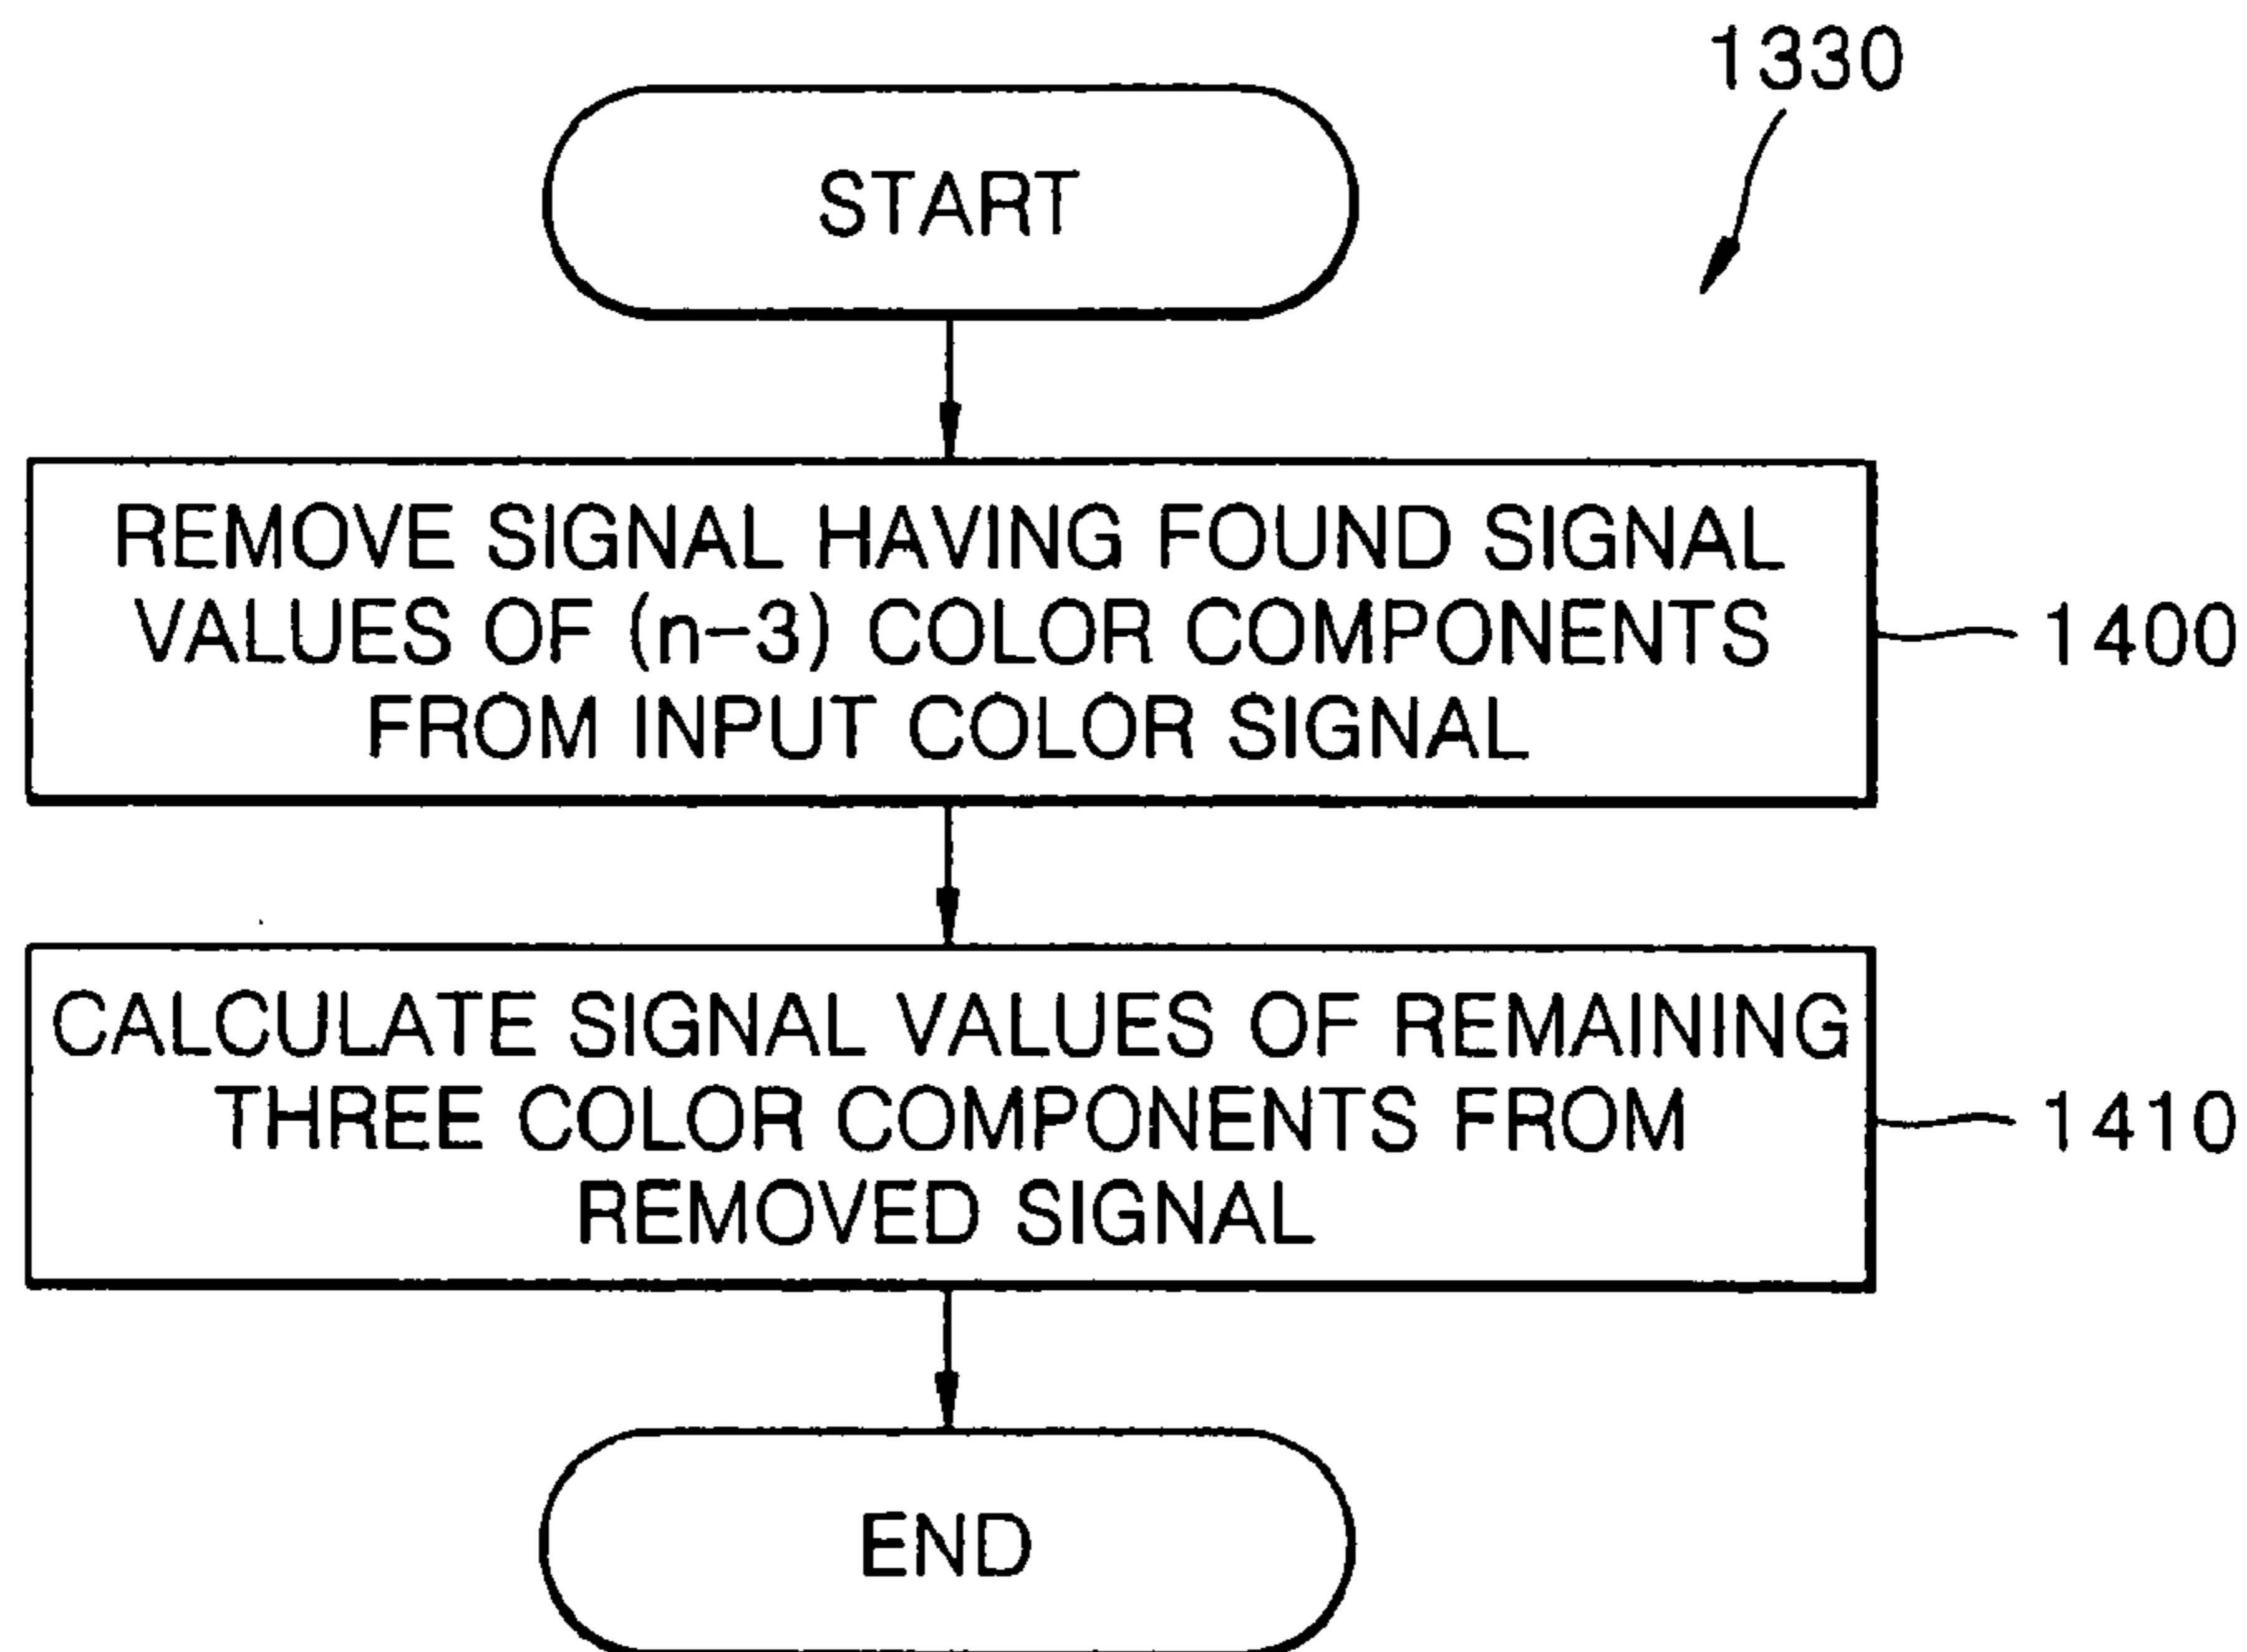 1330
START
REMOVE SIGNAL HAVING FOUND SIGNAL
VALUES OF (n-3) COLOR COMPONENTS
FROM INPUT COLOR SIGNAL
1400
CALCULATE SIGNAL VALUES OF REMAINING
THREE COLOR COMPONENTS FROM
REMOVED SIGNAL
1410
END